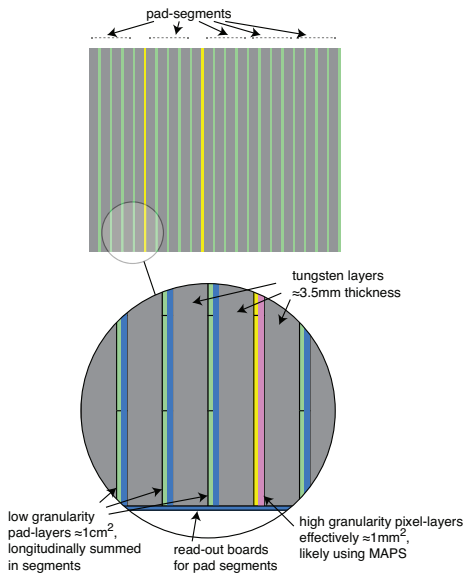 pad-segments
tungsten layers
≈3.5mm thickness
low granularity
pad-layers ≈1cm²,
longitudinally summed
in segments
read-out boards
for pad segments
high granularity pixel-layers
effectively ≈1mm²,
likely using MAPS